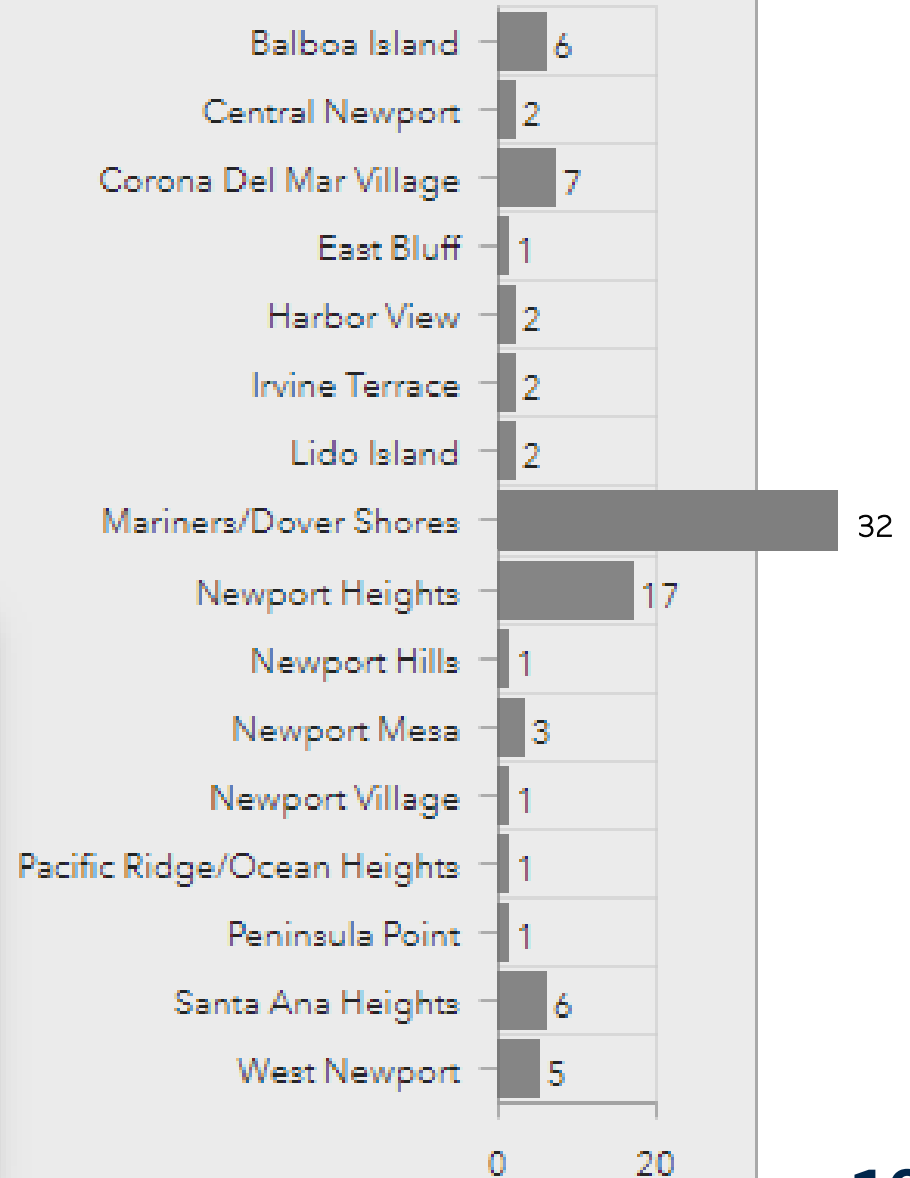 Balboa Island 6
Central Newport 2
Corona Del Mar Village 7
East Bluff 1
Harbor View 2
Irvine Terrace 2
Lido Island 2
Mariners/Dover Shores 32
Newport Heights 17
Newport Hills 1
Newport Mesa 3
Newport Village 1
Pacific Ridge/Ocean Heights 1
Peninsula Point 1
Santa Ana Heights 6
West Newport 5
0 20